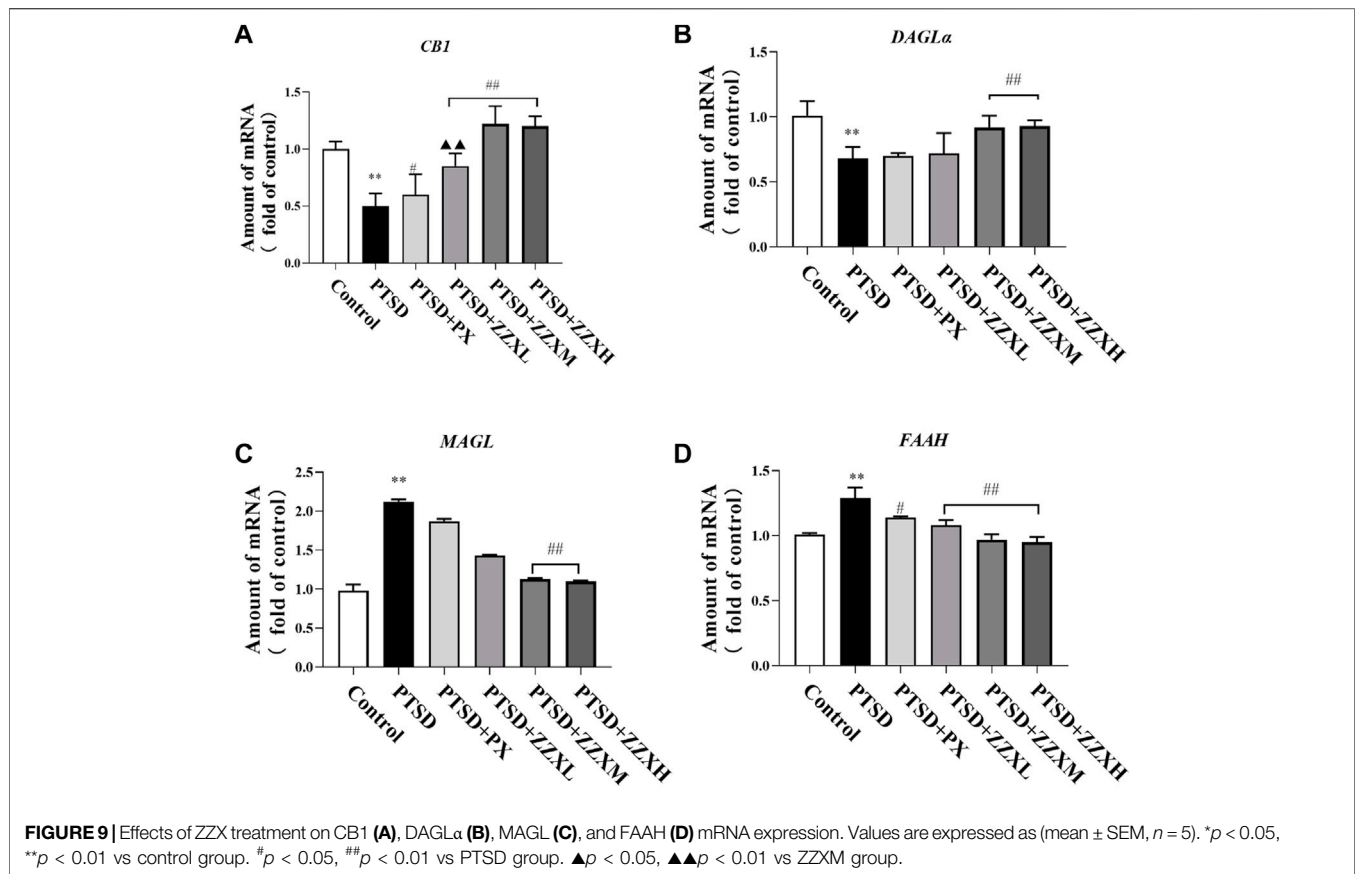 A
CB1
Amount of mRNA
( fold of control)
1.5
1.0
0.5
0.0
##
**
#
▲▲
Control
PTSD
PTSD+PX
PTSD+ZZXL
PTSD+ZZXM
PTSD+ZZXH
B
DAGLα
Amount of mRNA
( fold of control)
1.5
1.0
0.5
0.0
##
**
Control
PTSD
PTSD+PX
PTSD+ZZXL
PTSD+ZZXM
PTSD+ZZXH
C
MAGL
Amount of mRNA
( fold of control)
2.5
2.0
1.5
1.0
0.5
0.0
**
##
Control
PTSD
PTSD+PX
PTSD+ZZXL
PTSD+ZZXM
PTSD+ZZXH
D
FAAH
Amount of mRNA
( fold of control)
1.5
1.0
0.5
0.0
**
#
##
Control
PTSD
PTSD+PX
PTSD+ZZXL
PTSD+ZZXM
PTSD+ZZXH
FIGURE 9 | Effects of ZZX treatment on CB1 (A), DAGLα (B), MAGL (C), and FAAH (D) mRNA expression. Values are expressed as (mean ± SEM, n = 5). *p < 0.05,
**p < 0.01 vs control group. #p < 0.05, ##p < 0.01 vs PTSD group. ▲p < 0.05, ▲▲p < 0.01 vs ZZXM group.